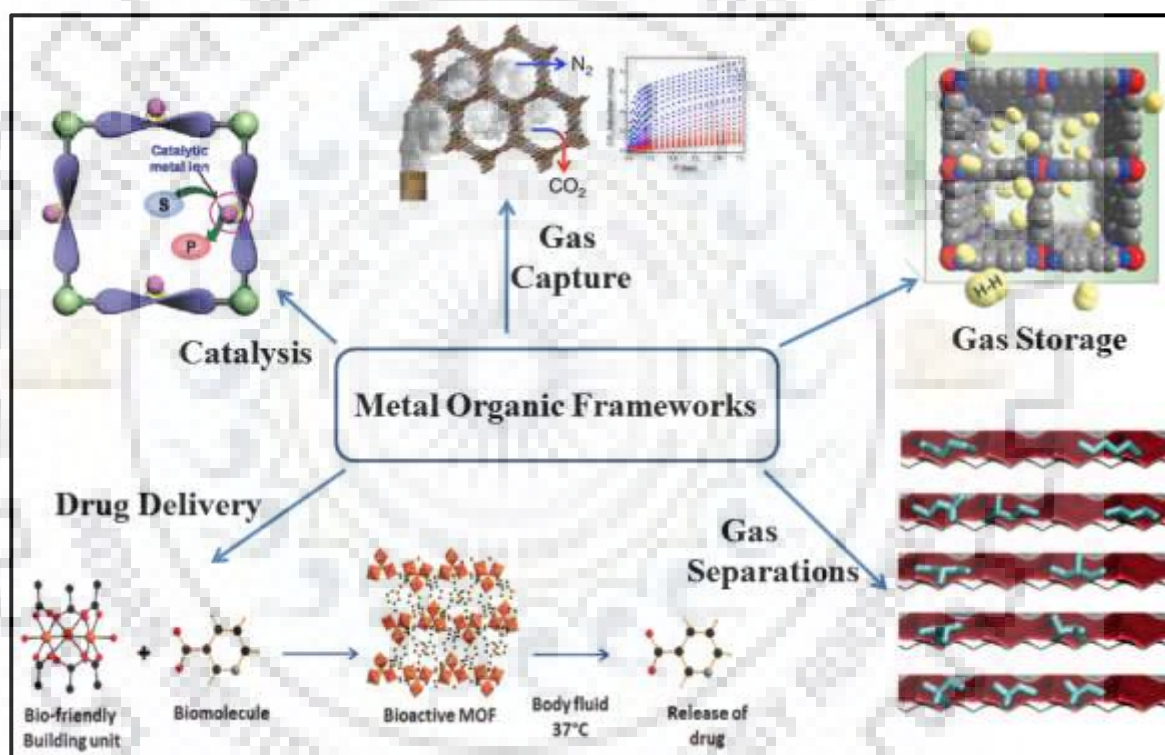 N2
CO2
Gas
Capture
Catalytic
metal ion
S
P
Catalysis
H-H
Gas Storage
Metal Organic Frameworks
Drug Delivery
Gas
Separations
+
Bio-friendly
Building unit
Biomolecule
Bioactive MOF
Body fluid
37°C
Release of
drug